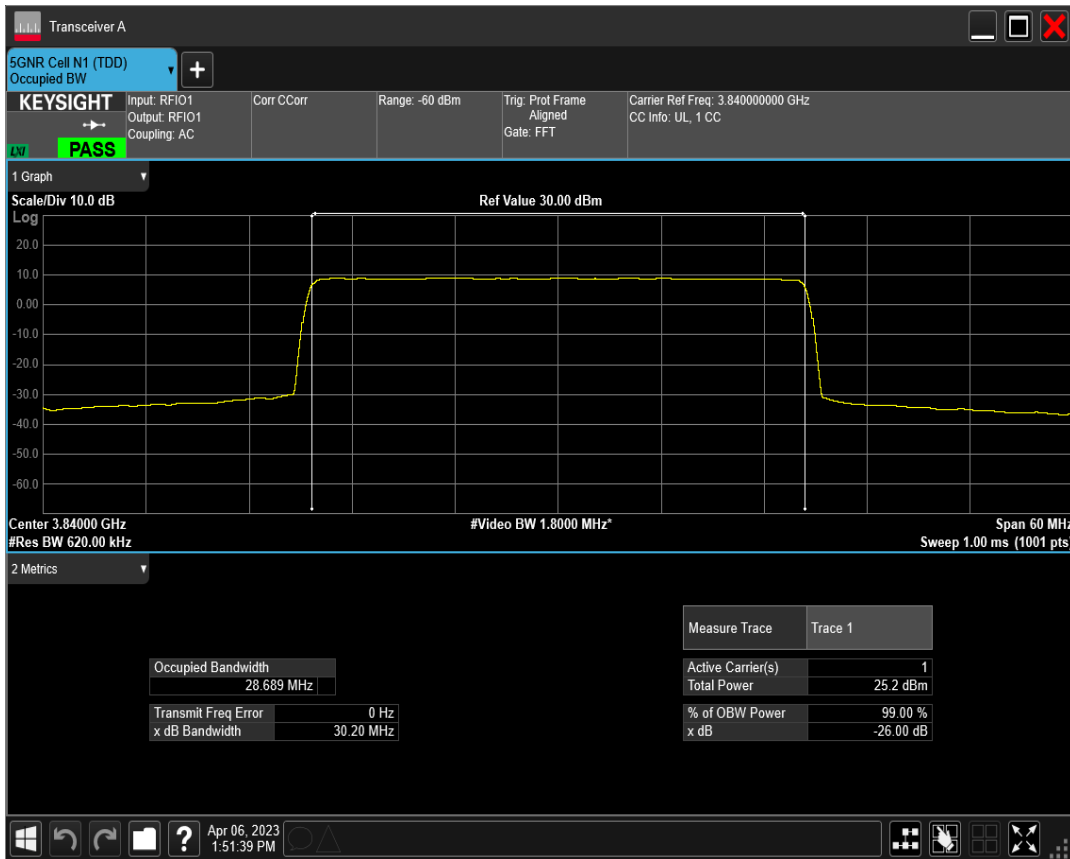 Transceiver A
5GNR Cell N1 (TDD)
Occupied BW
+
KEYSIGHT
LXI
PASS
Input: RFIO1
Output: RFIO1
Coupling: AC
Corr CCorr
Range: -60 dBm
Trig: Prot Frame
Aligned
Gate: FFT
Carrier Ref Freq: 3.840000000 GHz
CC Info: UL, 1 CC
1 Graph
Scale/Div 10.0 dB
Ref Value 30.00 dBm
Log
20.0
10.0
0.00
-10.0
-20.0
-30.0
-40.0
-50.0
-60.0
Center 3.84000 GHz
#Video BW 1.8000 MHz*
Span 60 MHz
#Res BW 620.00 kHz
Sweep 1.00 ms (1001 pts)
2 Metrics
Measure Trace Trace 1
Occupied Bandwidth
28.689 MHz
Transmit Freq Error 0 Hz
x dB Bandwidth 30.20 MHz
Active Carrier(s) 1
Total Power 25.2 dBm
% of OBW Power 99.00 %
x dB -26.00 dB
?
Apr 06, 2023
1:51:39 PM